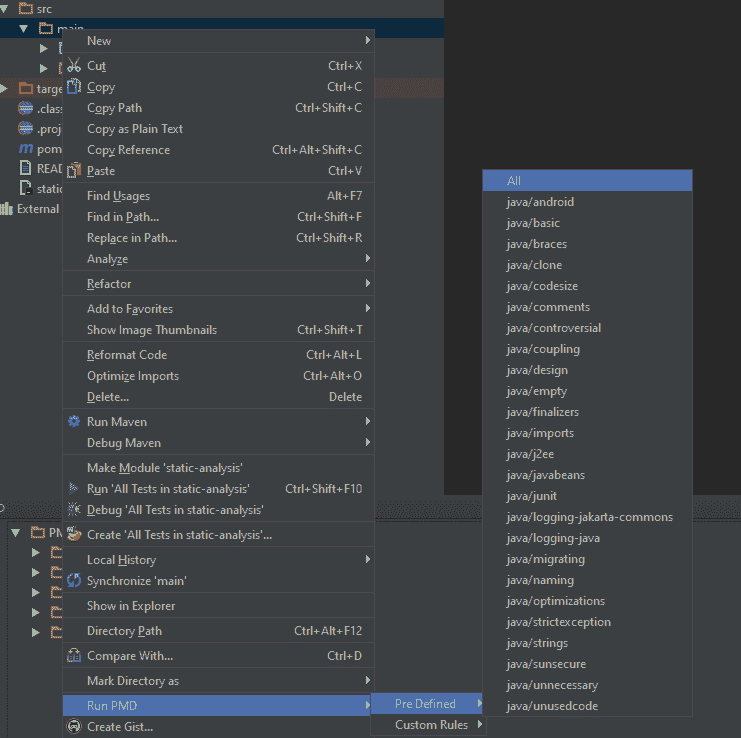 src
main
New
Cut Ctrl+X
Copy Ctrl+C
Copy Path Ctrl+Shift+C
Copy as Plain Text
Copy Reference Ctrl+Alt+Shift+C
Paste Ctrl+V
Find Usages Alt+F7
Find in Path... Ctrl+Shift+F
Replace in Path... Ctrl+Shift+R
Analyze
Refactor
Add to Favorites
Show Image Thumbnails Ctrl+Shift+T
Reformat Code Ctrl+Alt+L
Optimize Imports Ctrl+Alt+O
Delete... Delete
Run Maven
Debug Maven
Make Module 'static-analysis'
Run 'All Tests in static-analysis' Ctrl+Shift+F10
Debug 'All Tests in static-analysis'
Create 'All Tests in static-analysis'...
Local History
Synchronize 'main'
Show in Explorer
Directory Path Ctrl+Alt+F12
Compare With... Ctrl+D
Mark Directory as
Run PMD
Create Gist...
targe
.class
.proj
pom
READ
static
External
PM
Pre Defined
Custom Rules
All
java/android
java/basic
java/braces
java/clone
java/codesize
java/comments
java/controversial
java/coupling
java/design
java/empty
java/finalizers
java/imports
java/j2ee
java/javabeans
java/junit
java/logging-jakarta-commons
java/logging-java
java/migrating
java/naming
java/optimizations
java/strictexception
java/strings
java/sunsecure
java/unnecessary
java/unusedcode